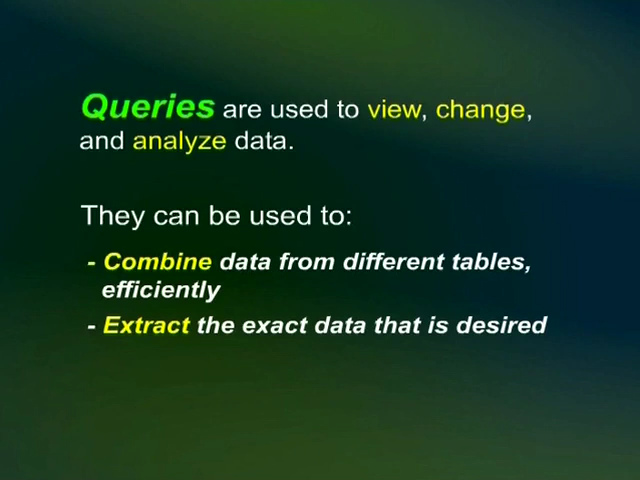 Queries are used to view, change,
and analyze data.
They can be used to:
- Combine data from different tables,
efficiently
- Extract the exact data that is desired